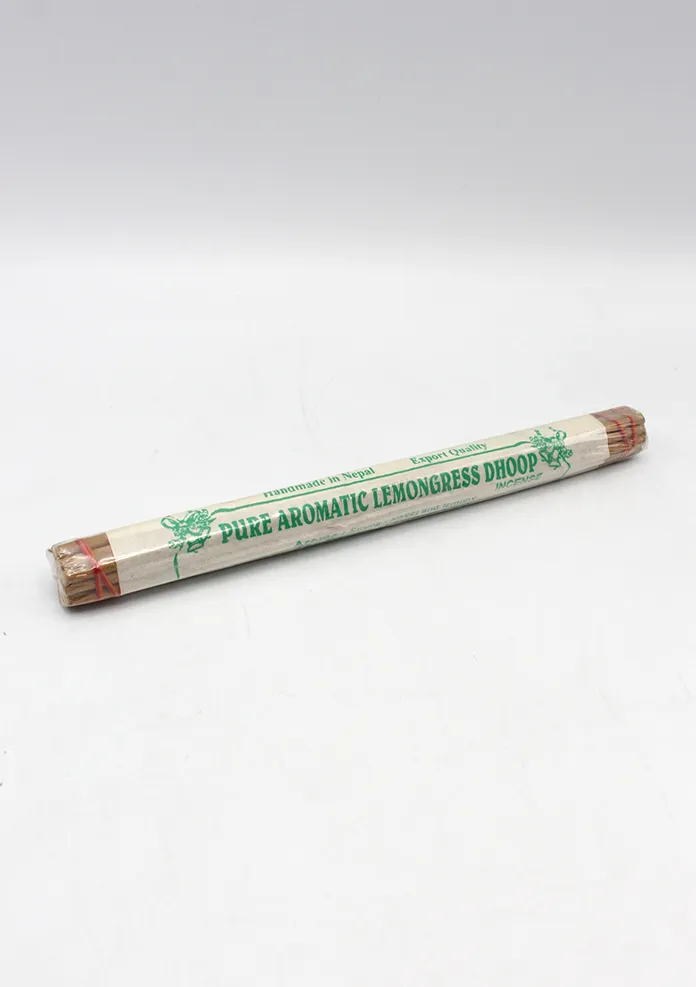 Handmade in Nepal Export Quality
PURE AROMATIC LEMONGRESS DHOOP
INCENSE